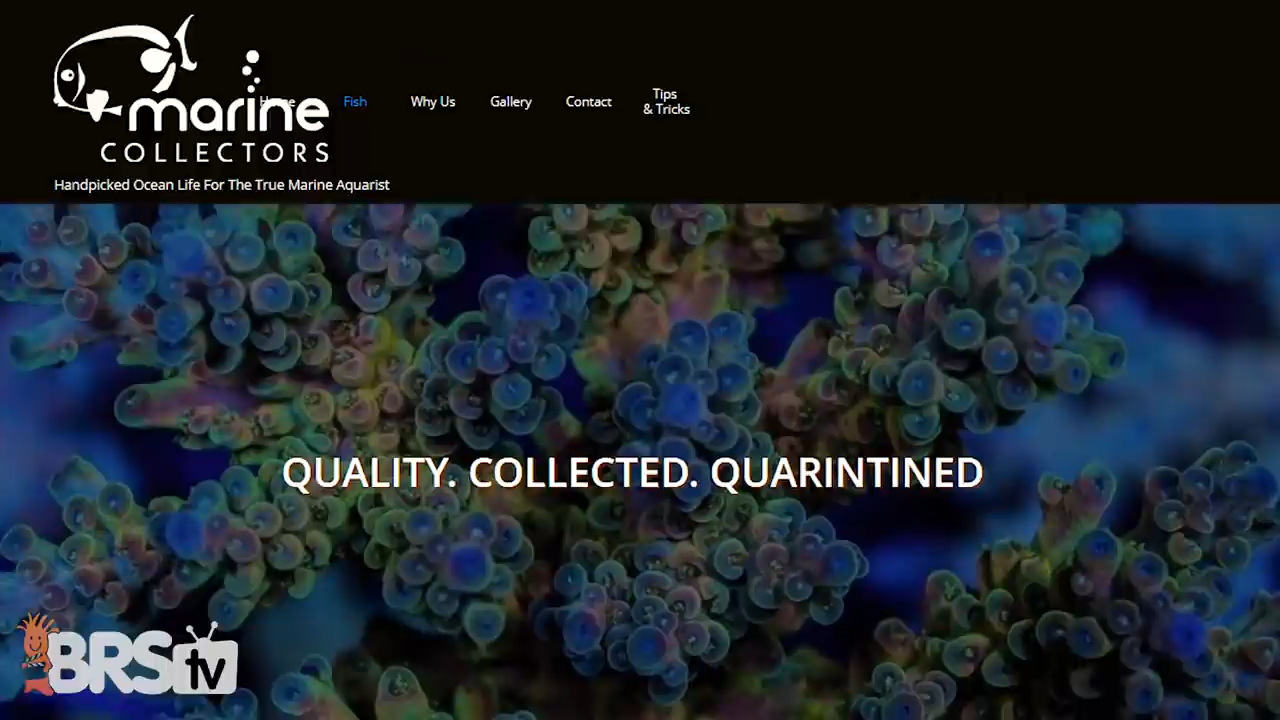 marine
COLLECTORS
Handpicked Ocean Life For The True Marine Aquarist
Home
Fish
Why Us
Gallery
Contact
Tips
& Tricks
QUALITY. COLLECTED. QUARINTINED
BRS tv